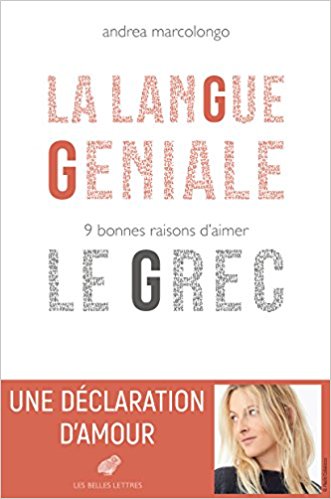 andrea marcolongo
LA LANGUE
GENIALE
9 bonnes raisons d'aimer
LE GREC
UNE DÉCLARATION
D'AMOUR
LES BELLES LETTRES